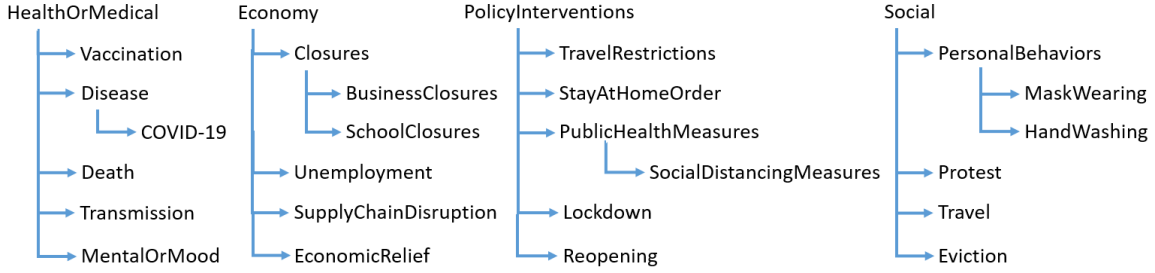 HealthOrMedical
Vaccination
Disease
COVID-19
Death
Transmission
MentalOrMood
Economy
Closures
BusinessClosures
SchoolClosures
Unemployment
SupplyChainDisruption
EconomicRelief
PolicyInterventions
TravelRestrictions
StayAtHomeOrder
PublicHealthMeasures
SocialDistancingMeasures
Lockdown
Reopening
Social
PersonalBehaviors
MaskWearing
HandWashing
Protest
Travel
Eviction